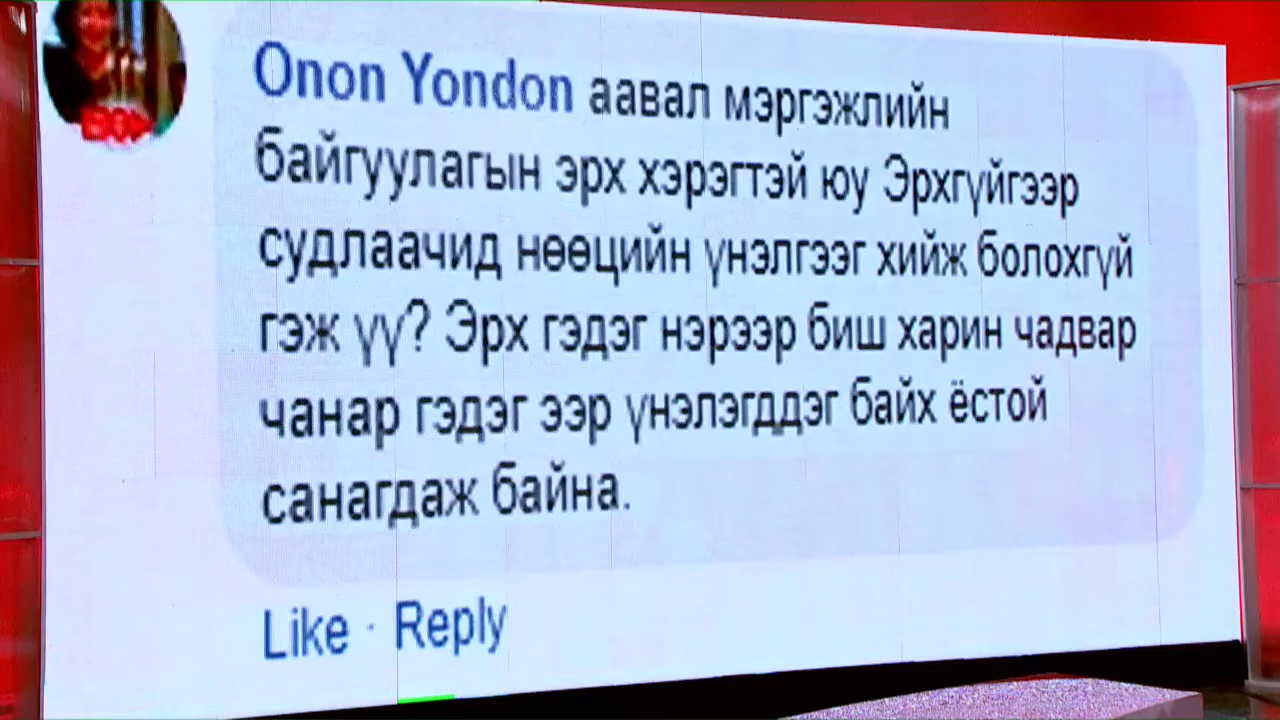 Onon Yondon аавал мэргэжлийн
байгуулагын эрх хэрэгтэй юу Эрхгүйгээр
судлаачид нөөцийн үнэлгээг хийж болохгүй
гэж үү? Эрх гэдэг нэрээр биш харин чадвар
чанар гэдэг ээр үнэлэгддэг байх ёстой
санагдаж байна.
Like · Reply